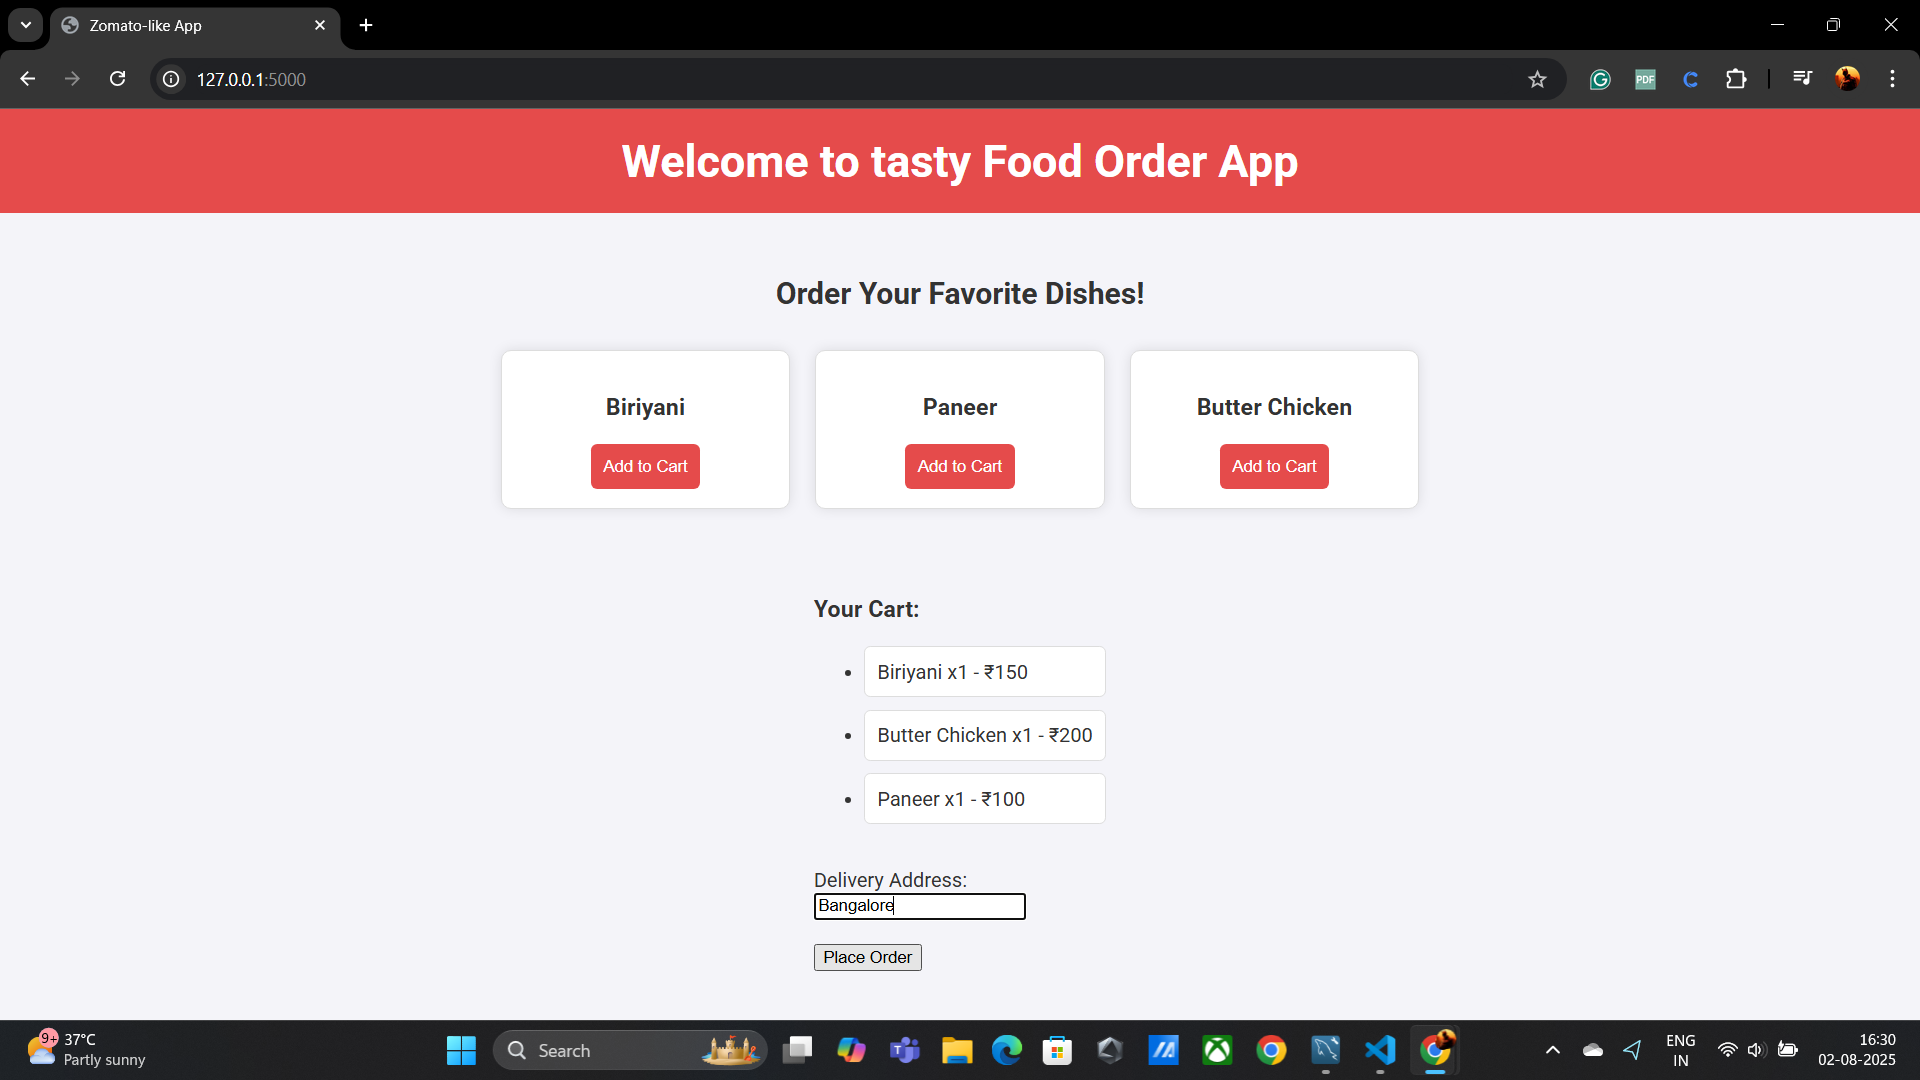 Zomato-like App
127.0.0.1:5000
PDF
Welcome to tasty Food Order App
Order Your Favorite Dishes!
Biriyani
Paneer
Butter Chicken
Add to Cart
Add to Cart
Add to Cart
Your Cart:
Biriyani x1 - ₹150
Butter Chicken x1 - ₹200
Paneer x1 - ₹100
Delivery Address:
Bangalore
Place Order
9+
37°C
Partly sunny
Search
ENG
IN
16:30
02-08-2025